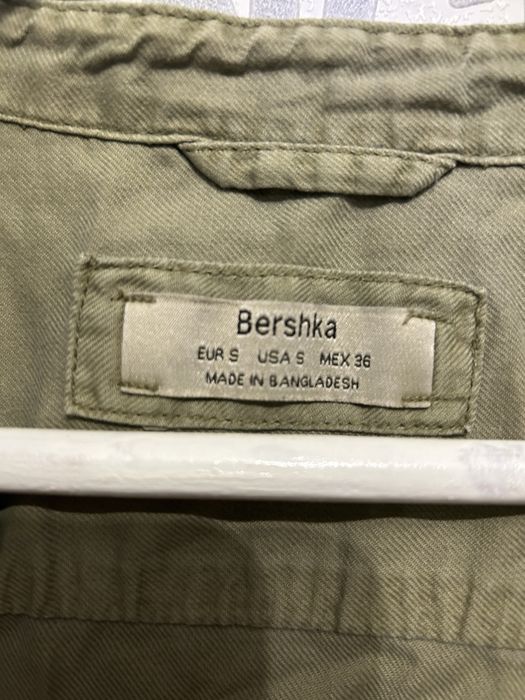 Bershka
EUR S USA S MEX 36
MADE IN BANGLADESH